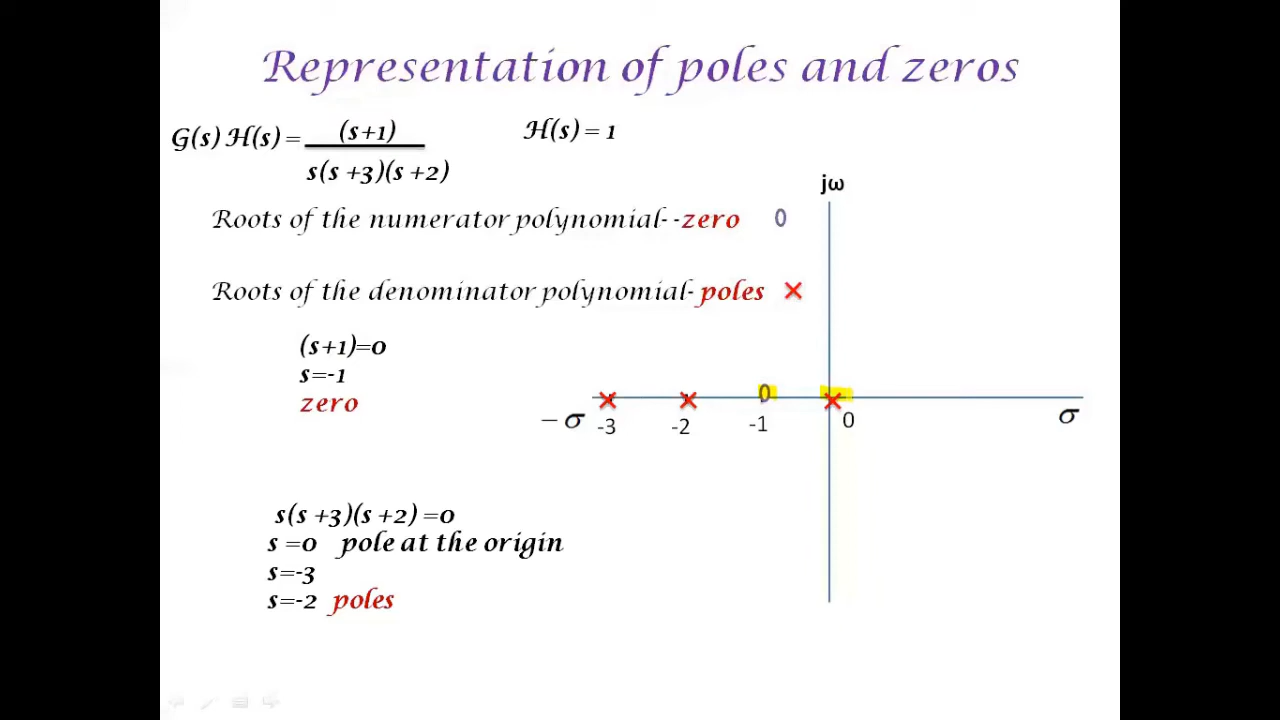 Representation of poles and zeros
G(s) H(s) = (s+1)
s(s +3)(s +2)
H(s) = 1
jω
Roots of the numerator polynomial--zero 0
Roots of the denominator polynomial- poles ×
(s+1)=0
s=-1
zero
0
− σ -3 -2 -1 0 σ
s(s +3)(s +2) =0
s =0 pole at the origin
s=-3
s=-2 poles